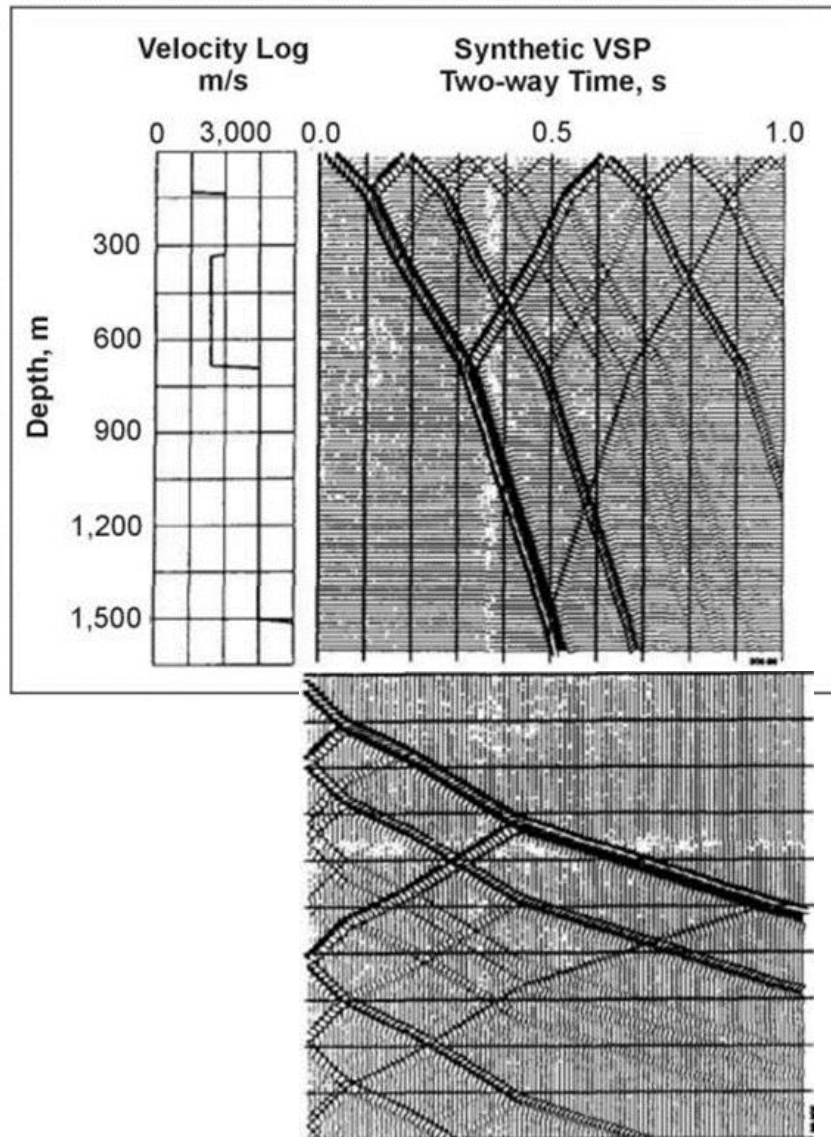 Velocity Log
m/s
Synthetic VSP
Two-way Time, s
0 3,000 0.0 0.5 1.0
Depth, m
300
600
900
1,200
1,500